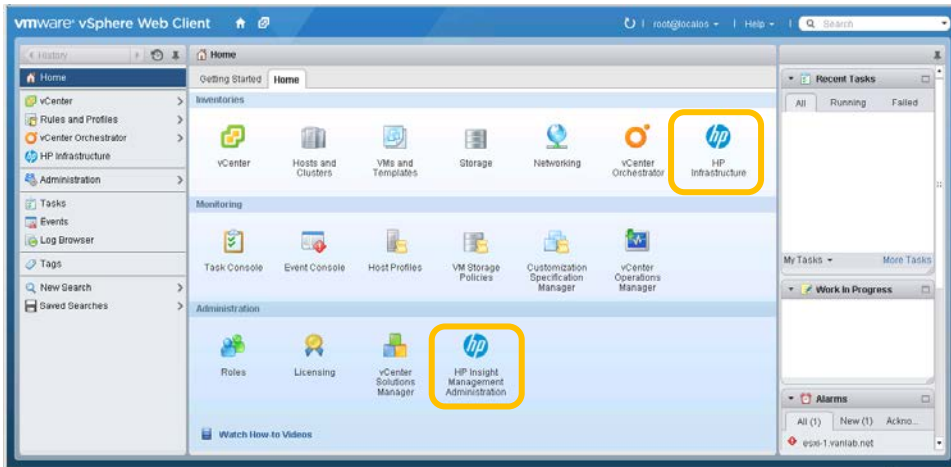 vmware® vSphere Web Client
root@localos
Help
Search
History
Home
vCenter
Rules and Profiles
vCenter Orchestrator
HP Infrastructure
Administration
Tasks
Events
Log Browser
Tags
New Search
Saved Searches
Home
Getting Started
Home
Inventories
vCenter
Hosts and
Clusters
VMs and
Templates
Storage
Networking
vCenter
Orchestrator
hp
HP
Infrastructure
Monitoring
Task Console
Event Console
Host Profiles
VM Storage
Policies
Customization
Specification
Manager
vCenter
Operations
Manager
Administration
Roles
Licensing
vCenter
Solutions
Manager
hp
HP Insight
Management
Administration
Watch How-to Videos
Recent Tasks
All
Running
Failed
My Tasks
More Tasks
Work In Progress
Alarms
All (1)
New (1)
Ackno...
esxi-1.vanlab.net